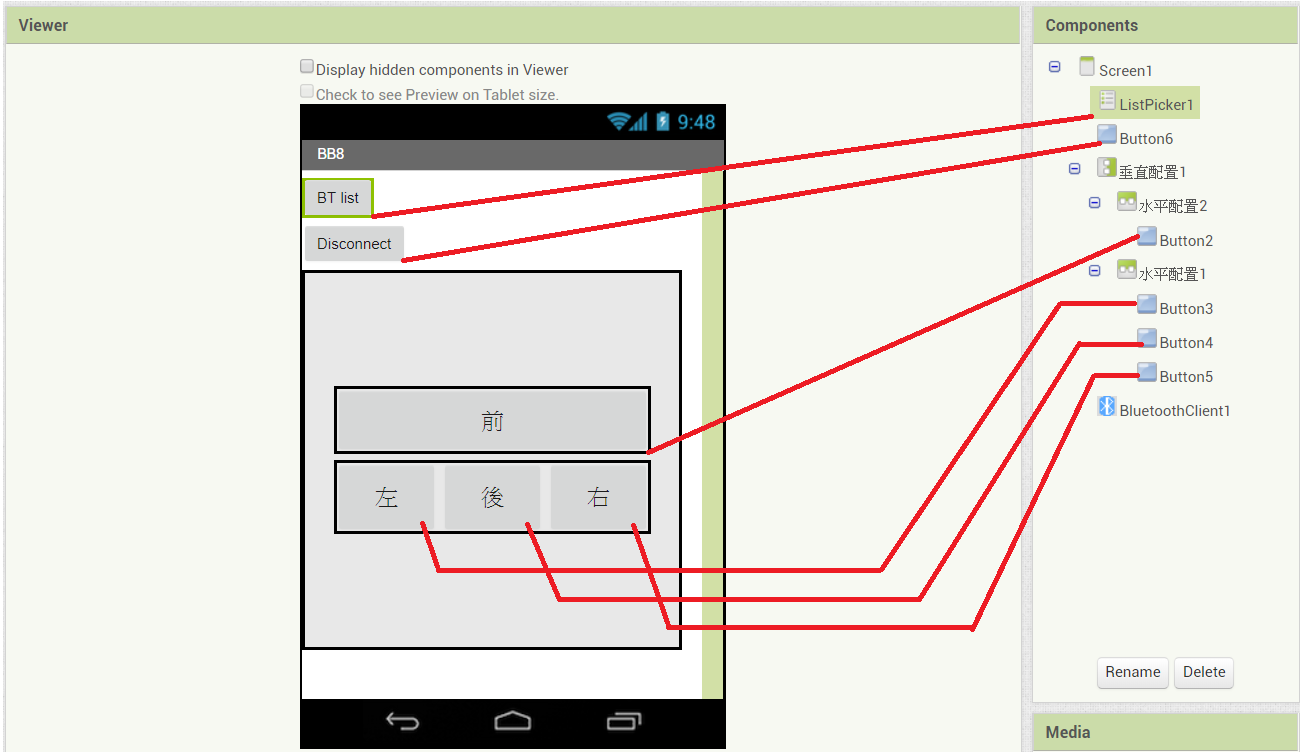 Viewer
Display hidden components in Viewer
Check to see Preview on Tablet size.
9:48
BB8
BT list
Disconnect
前
左 後 右
Components
Screen1
ListPicker1
Button6
垂直配置1
水平配置2
Button2
水平配置1
Button3
Button4
Button5
BluetoothClient1
Rename Delete
Media